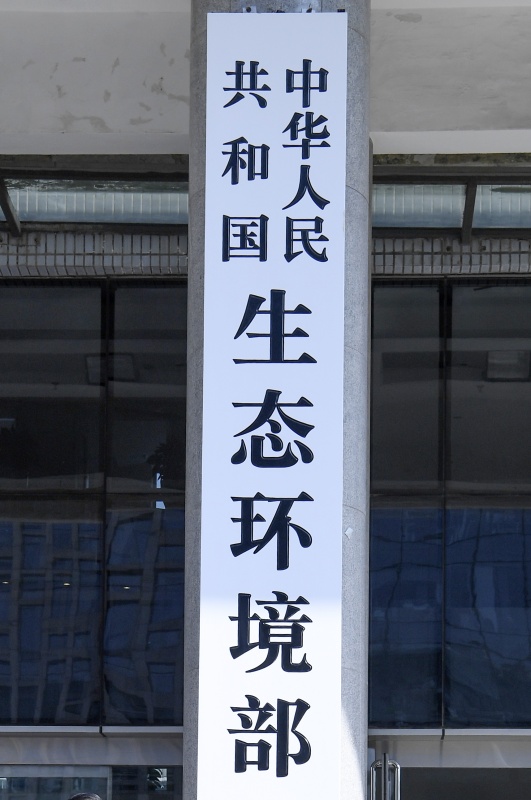 中华人民
共和国
生态环境部